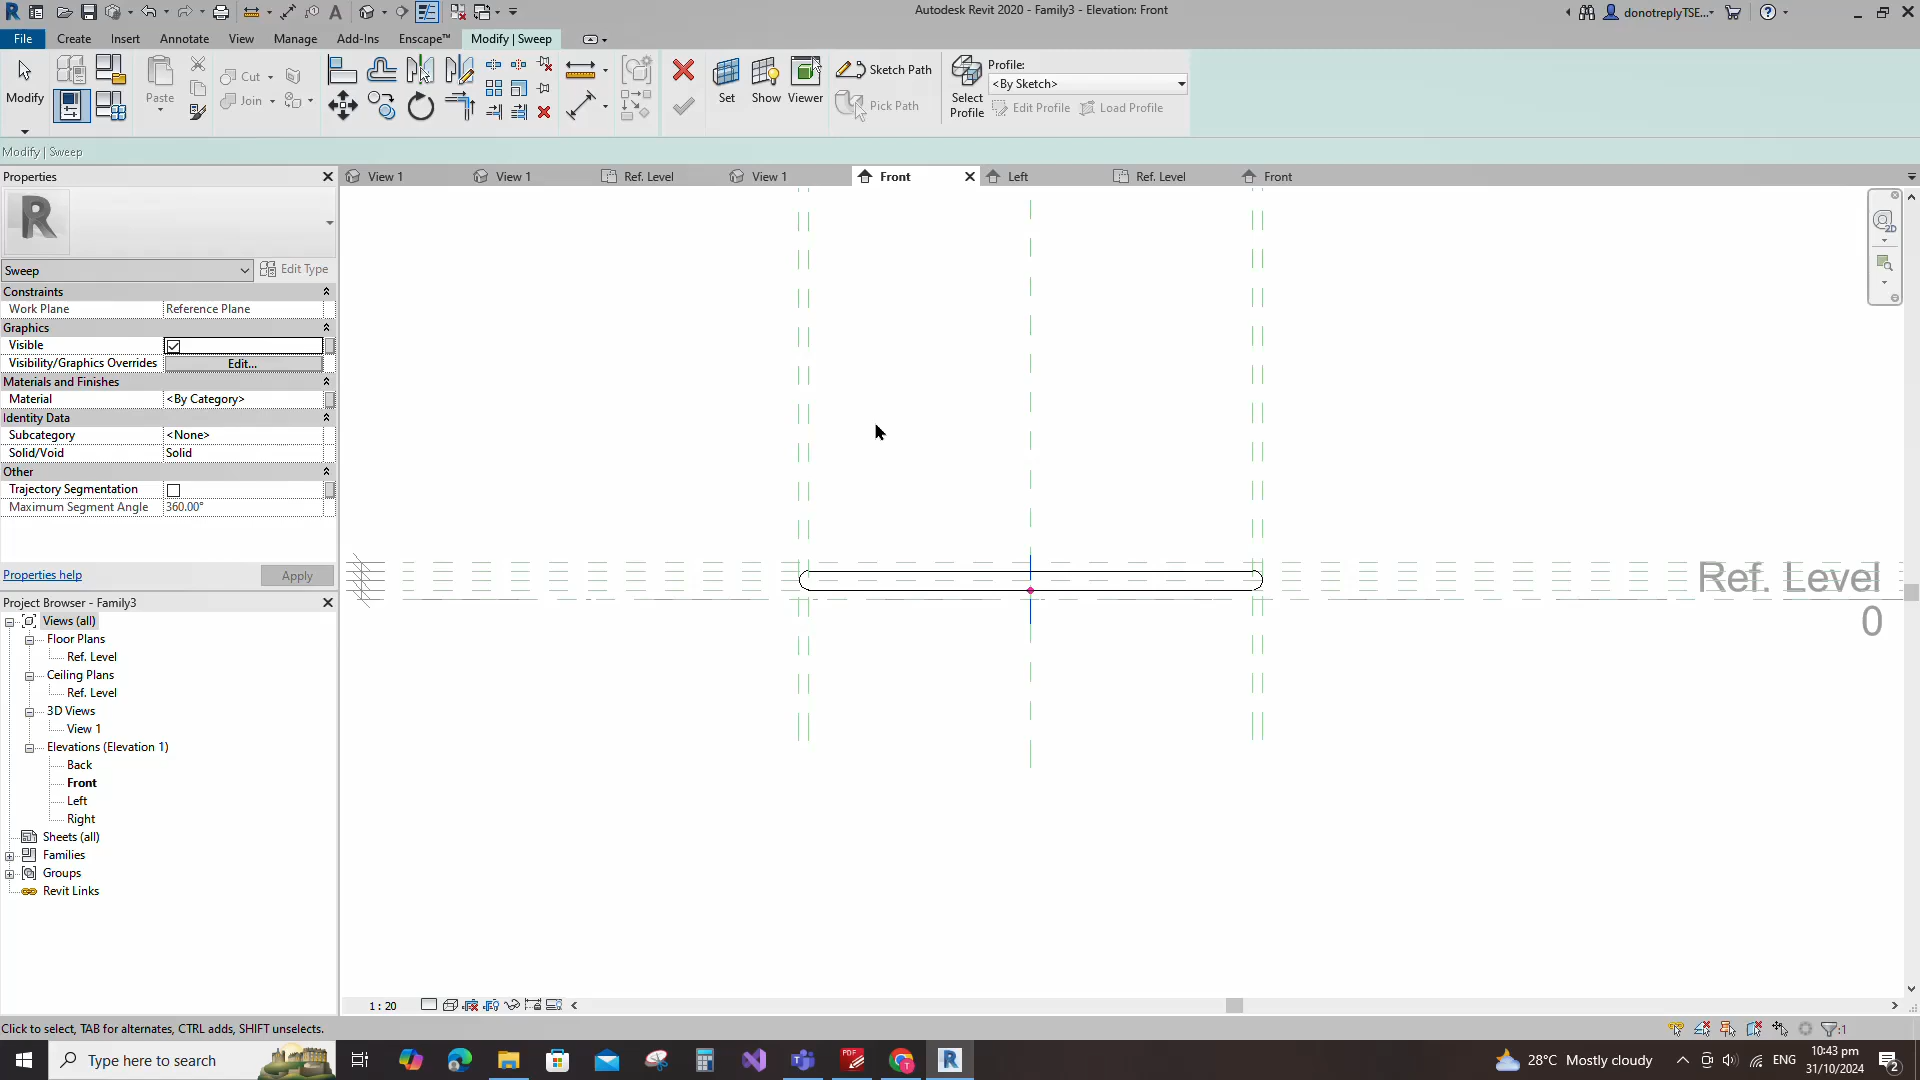 Autodesk Revit 2020 - Family3 - Elevation: Front
donotreplyTSE...
File Create Insert Annotate View Manage Add-Ins Enscape™ Modify | Sweep
Modify
Paste
Cut
Join
Set Show Viewer
Sketch Path
Pick Path
Select Profile
Profile:
<By Sketch>
Edit Profile Load Profile
Modify | Sweep
Properties
View 1 View 1 Ref. Level View 1 Front Left Ref. Level Front
2D
Sweep Edit Type
Constraints
Work Plane Reference Plane
Graphics
Visible
Visibility/Graphics Overrides Edit...
Materials and Finishes
Material <By Category>
Identity Data
Subcategory <None>
Solid/Void Solid
Other
Trajectory Segmentation
Maximum Segment Angle 360.00°
Properties help Apply
Ref. Level
0
Project Browser - Family3
Views (all)
Floor Plans
Ref. Level
Ceiling Plans
Ref. Level
3D Views
View 1
Elevations (Elevation 1)
Back
Front
Left
Right
Sheets (all)
Families
Groups
Revit Links
1 : 20
Click to select, TAB for alternates, CTRL adds, SHIFT unselects.
:1
Type here to search
28°C Mostly cloudy
ENG
10:43 pm
31/10/2024
2